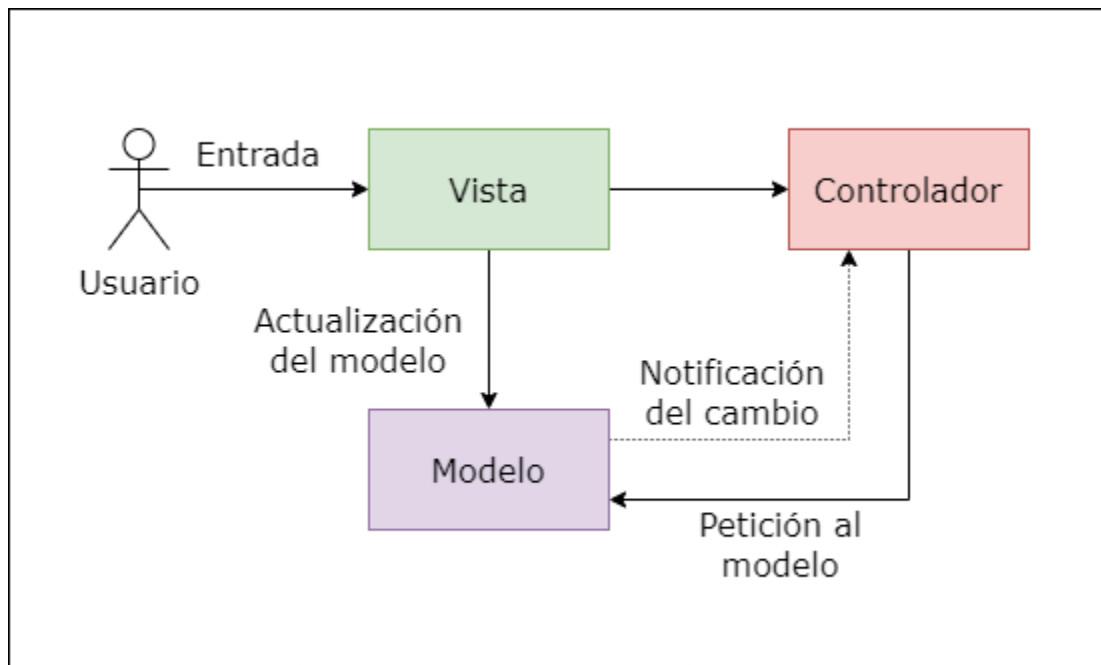 Entrada
Vista
Controlador
Usuario
Actualización
del modelo
Notificación
del cambio
Modelo
Petición al
modelo